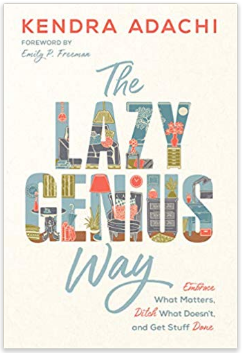 KENDRA ADACHI
FOREWORD BY
Emily P. Freeman
The
LAZY
GENIUS
Way
Embrace
What Matters,
Ditch What Doesn't,
and Get Stuff Done